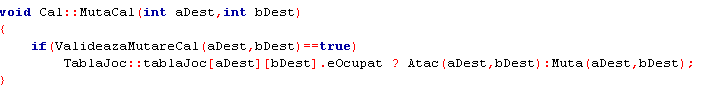 void Cal::MutaCal(int aDest,int bDest)
{
    if(ValideazaMutareCal(aDest,bDest)==true)
        TablaJoc::tablaJoc[aDest][bDest].eOcupat ? Atac(aDest,bDest):Muta(aDest,bDest);
}